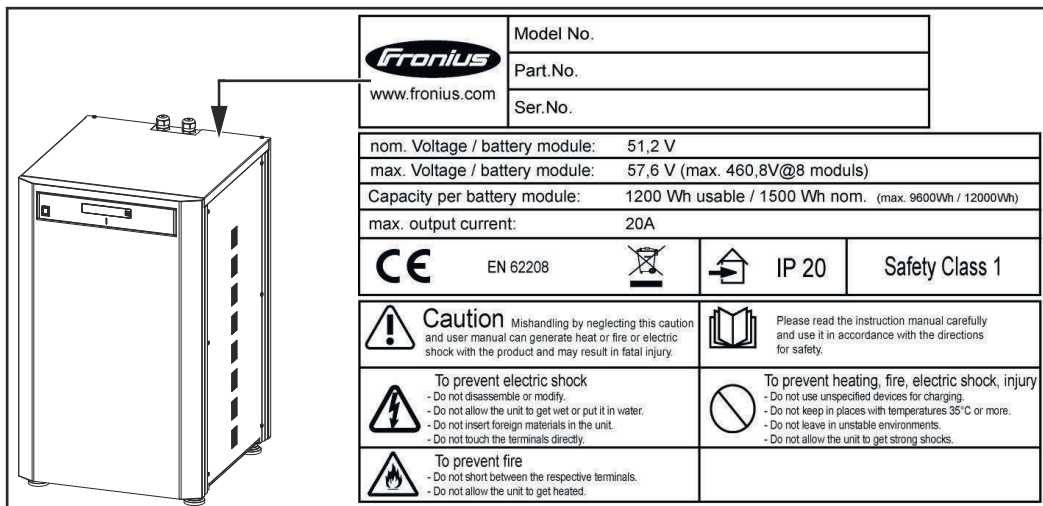 Fronius
www.fronius.com
Model No.
Part.No.
Ser.No.
nom. Voltage / battery module: 51,2 V
max. Voltage / battery module: 57,6 V (max. 460,8V@8 moduls)
Capacity per battery module: 1200 Wh usable / 1500 Wh nom. (max. 9600Wh / 12000Wh)
max. output current: 20A
CE EN 62208 IP 20 Safety Class 1
Caution Mishandling by neglecting this caution
and user manual can generate heat or fire or electric
shock with the product and may result in fatal injury.
Please read the instruction manual carefully
and use it in accordance with the directions
for safety.
To prevent electric shock
- Do not disassemble or modify.
- Do not allow the unit to get wet or put it in water.
- Do not insert foreign materials in the unit.
- Do not touch the terminals directly.
To prevent heating, fire, electric shock, injury
- Do not use unspecified devices for charging.
- Do not keep in places with temperatures 35°C or more.
- Do not leave in unstable environments.
- Do not allow the unit to get strong shocks.
To prevent fire
- Do not short between the respective terminals.
- Do not allow the unit to get heated.